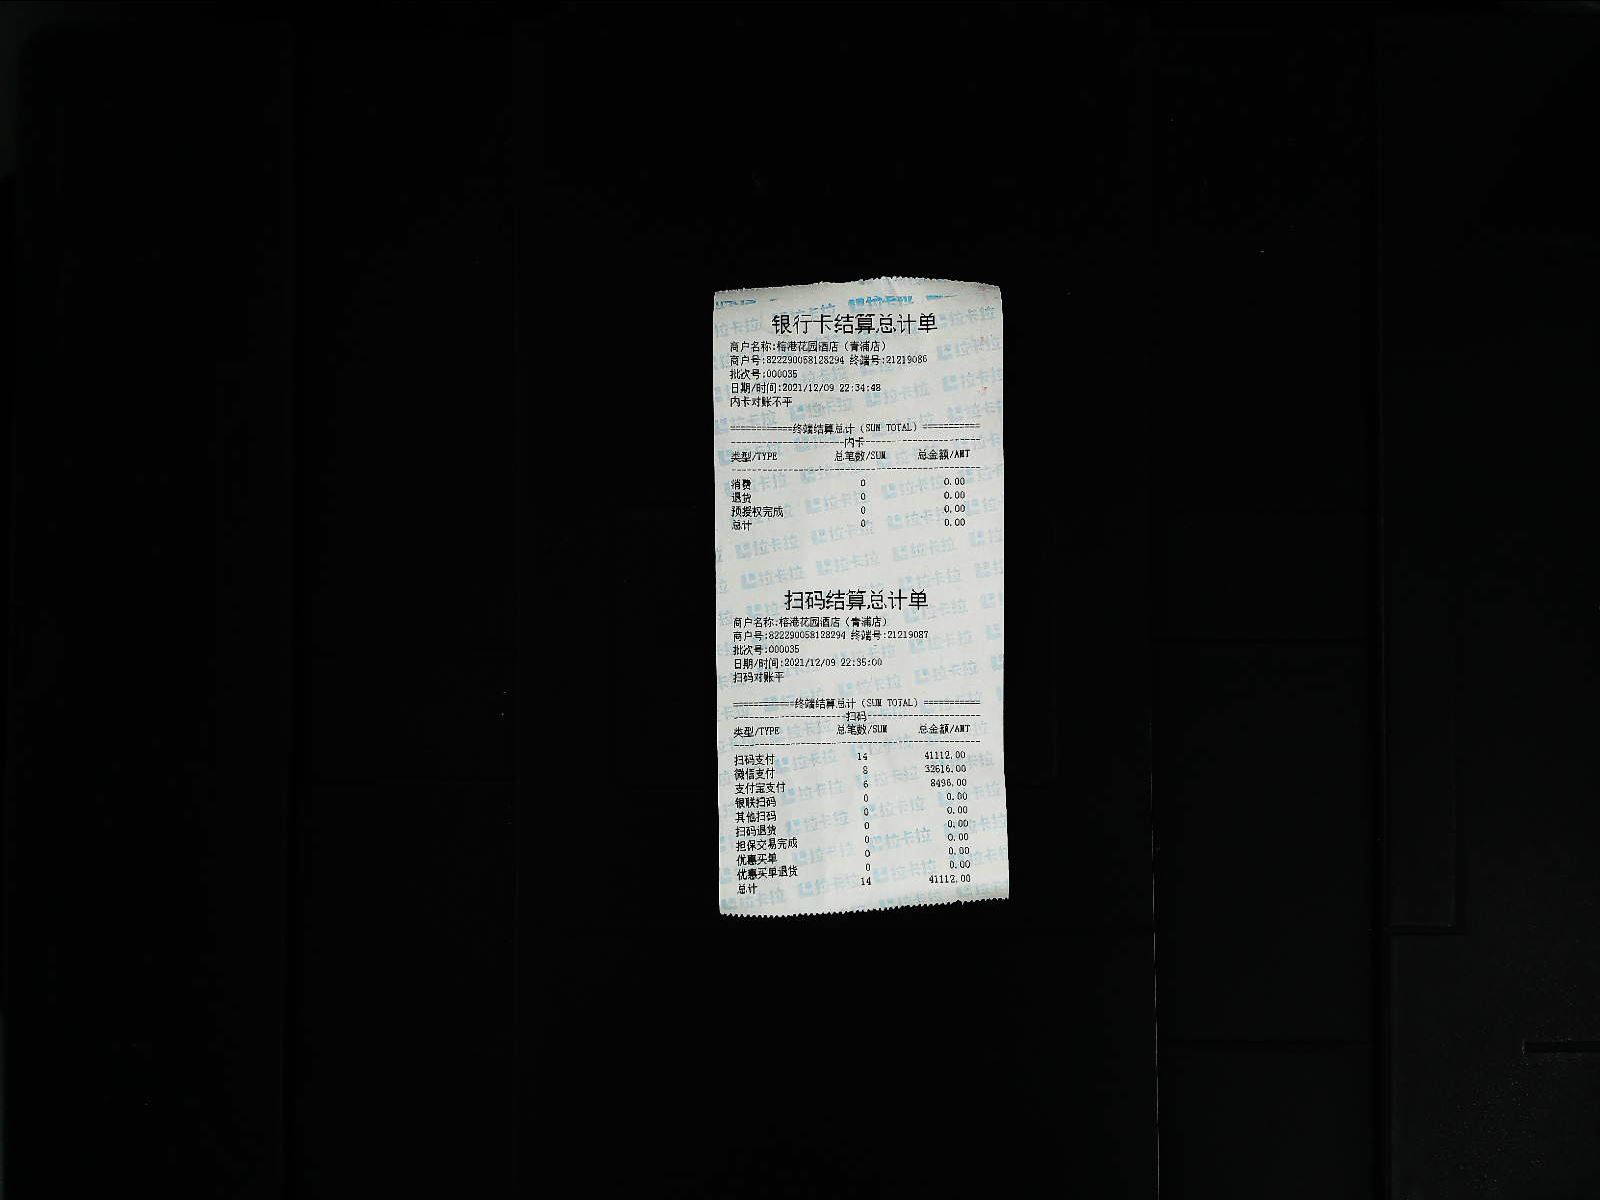 银行卡结算总计单
商户名称:榕港花园酒店（青浦店）
商户号:822290058128294 终端号:21219086
批次号:000035
日期/时间:2021/12/09 22:34:48
内卡对账不平
===========终端结算总计（SUM TOTAL）==========
----------------------内卡----------------------
类型/TYPE 总笔数/SUM 总金额/AMT
消费 0 0.00
退货 0 0.00
预授权完成 0 0.00
总计 0 0.00
扫码结算总计单
商户名称:榕港花园酒店（青浦店）
商户号:822290058128294 终端号:21219087
批次号:000035
日期/时间:2021/12/09 22:35:00
扫码对账平
===========终端结算总计（SUM TOTAL）==========
----------------------扫码----------------------
类型/TYPE 总笔数/SUM 总金额/AMT
扫码支付 14 41112.00
微信支付 8 32616.00
支付宝支付 6 8496.00
银联扫码 0 0.00
其他扫码 0 0.00
扫码退货 0 0.00
担保交易完成 0 0.00
优惠买单 0 0.00
优惠买单退货 0 0.00
总计 14 41112.00